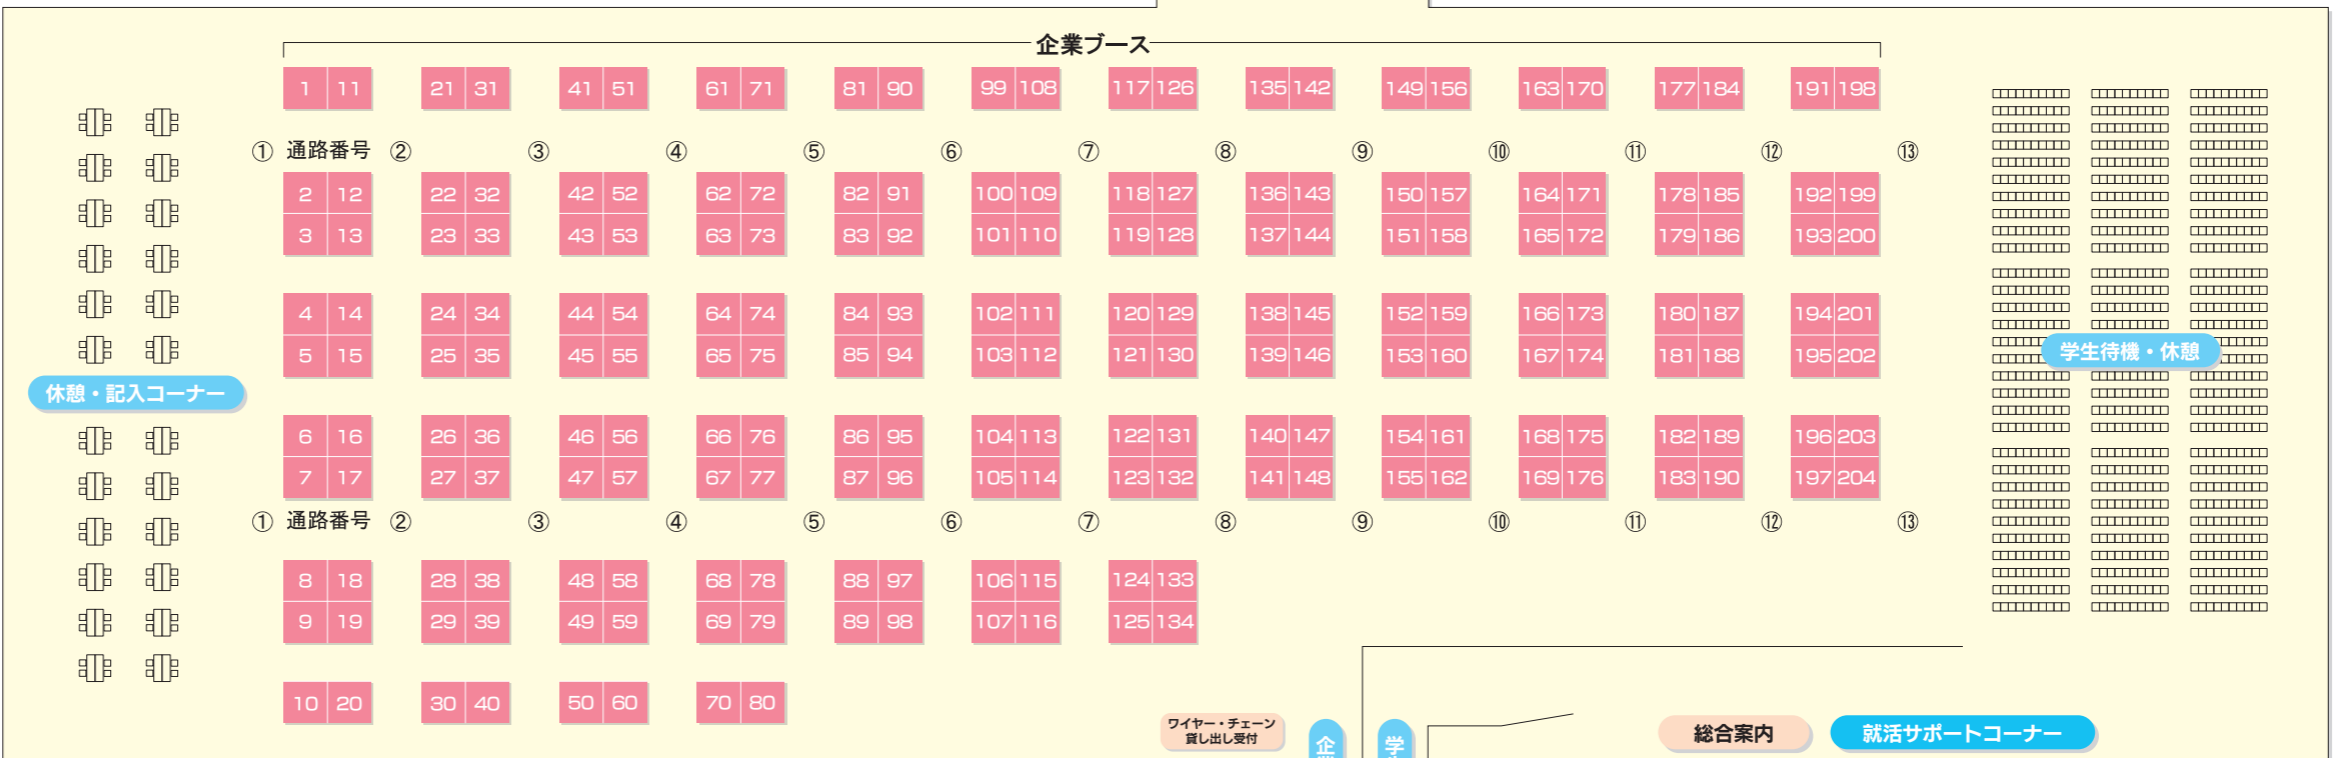 企業ブース
1 11 21 31 41 51 61 71 81 90 99 108 117 126 135 142 149 156 163 170 177 184 191 198
① 通路番号 ② ③ ④ ⑤ ⑥ ⑦ ⑧ ⑨ ⑩ ⑪ ⑫ ⑬
2 12 22 32 42 52 62 72 82 91 100 109 118 127 136 143 150 157 164 171 178 185 192 199
3 13 23 33 43 53 63 73 83 92 101 110 119 128 137 144 151 158 165 172 179 186 193 200
4 14 24 34 44 54 64 74 84 93 102 111 120 129 138 145 152 159 166 173 180 187 194 201
5 15 25 35 45 55 65 75 85 94 103 112 121 130 139 146 153 160 167 174 181 188 195 202
学生待機・休憩
休憩・記入コーナー
6 16 26 36 46 56 66 76 86 95 104 113 122 131 140 147 154 161 168 175 182 189 196 203
7 17 27 37 47 57 67 77 87 96 105 114 123 132 141 148 155 162 169 176 183 190 197 204
① 通路番号 ② ③ ④ ⑤ ⑥ ⑦ ⑧ ⑨ ⑩ ⑪ ⑫ ⑬
8 18 28 38 48 58 68 78 88 97 106 115 124 133
9 19 29 39 49 59 69 79 89 98 107 116 125 134
10 20 30 40 50 60 70 80
ワイヤー・チェーン
貸し出し受付
企
学
総合案内
就活サポートコーナー